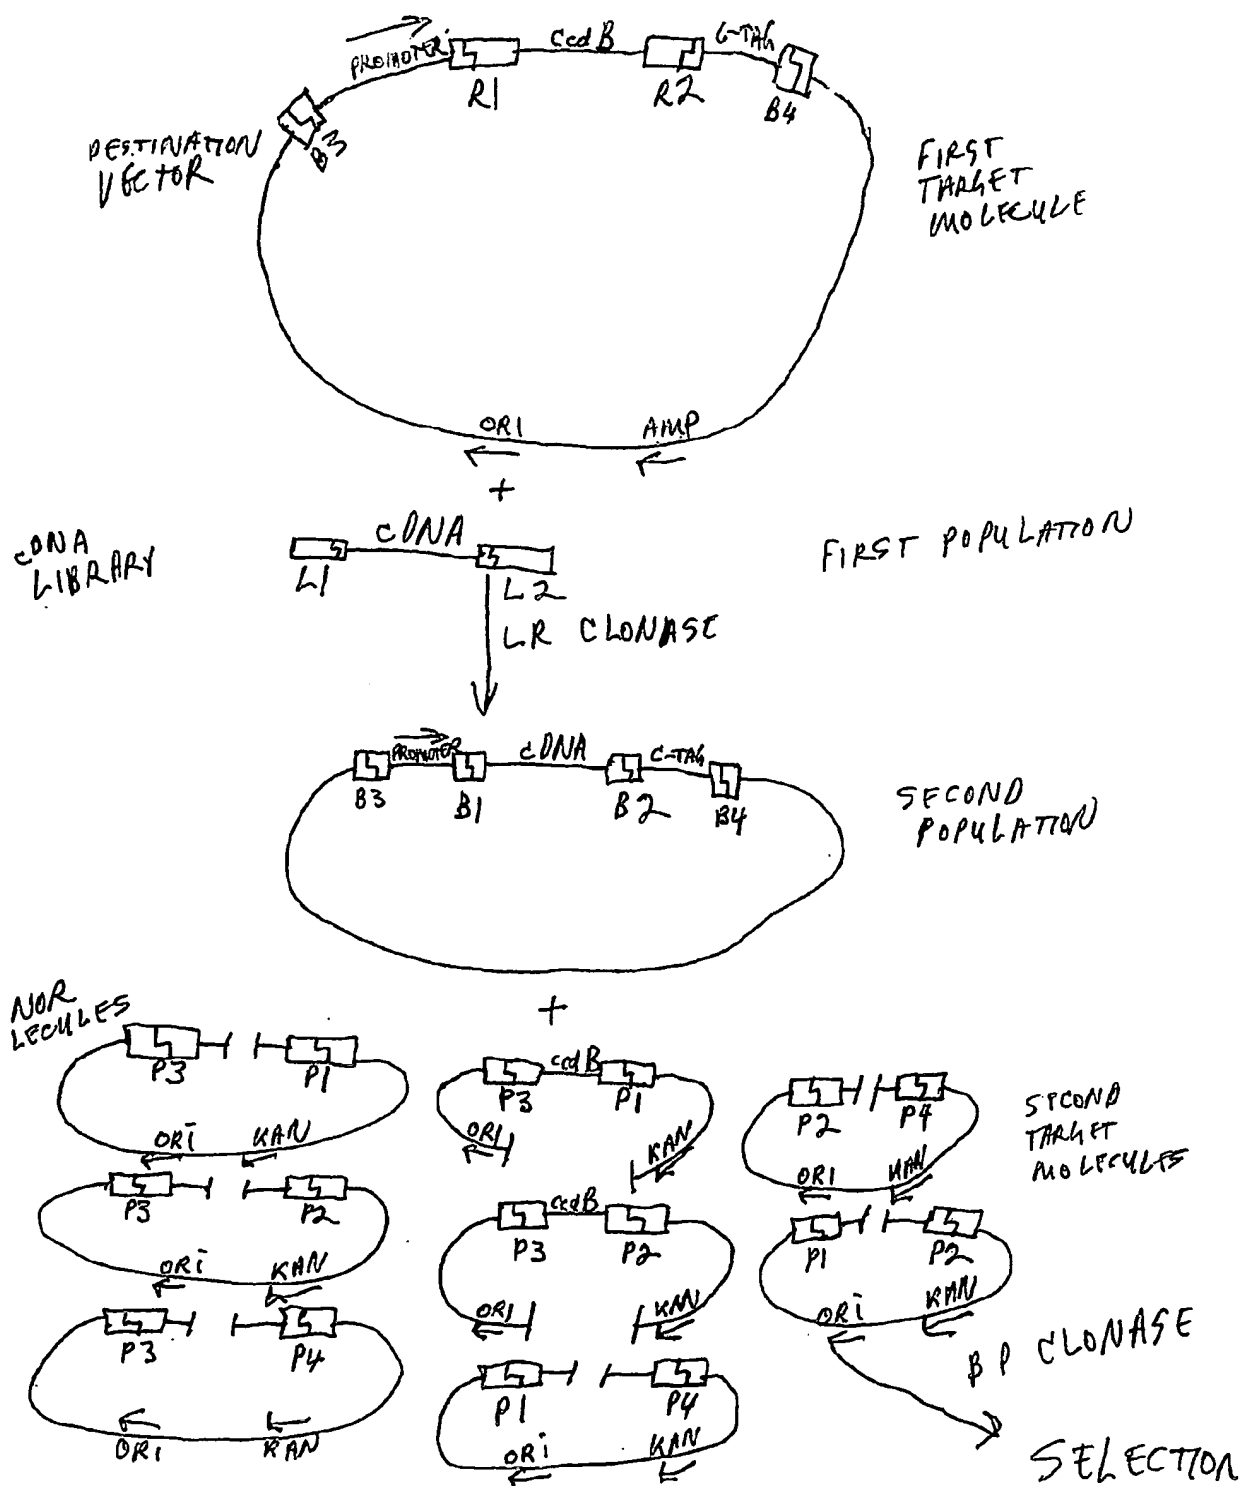 PROMOTER
CcdB
C-TAG
R1
R2
B4
B3
DESTINATION
VECTOR
FIRST
TARGET
MOLECULE
ORI
AMP
+
cDNA
LIBRARY
cDNA
L1
L2
FIRST POPULATION
LR CLONASE
PROMOTER
cDNA
C-TAG
B3
B1
B2
B4
SECOND
POPULATION
+
NOR
LECULES
P3
P1
ORI
KAN
ccdB
P3
P1
ORI
KAN
P2
P4
ORI
KAN
SECOND
TARGET
MOLECULES
P3
P2
ORI
KAN
ccdB
P3
P2
ORI
KAN
P1
P2
ORI
KAN
P3
P4
ORI
KAN
P1
P4
ORI
KAN
BP CLONASE
SELECTION